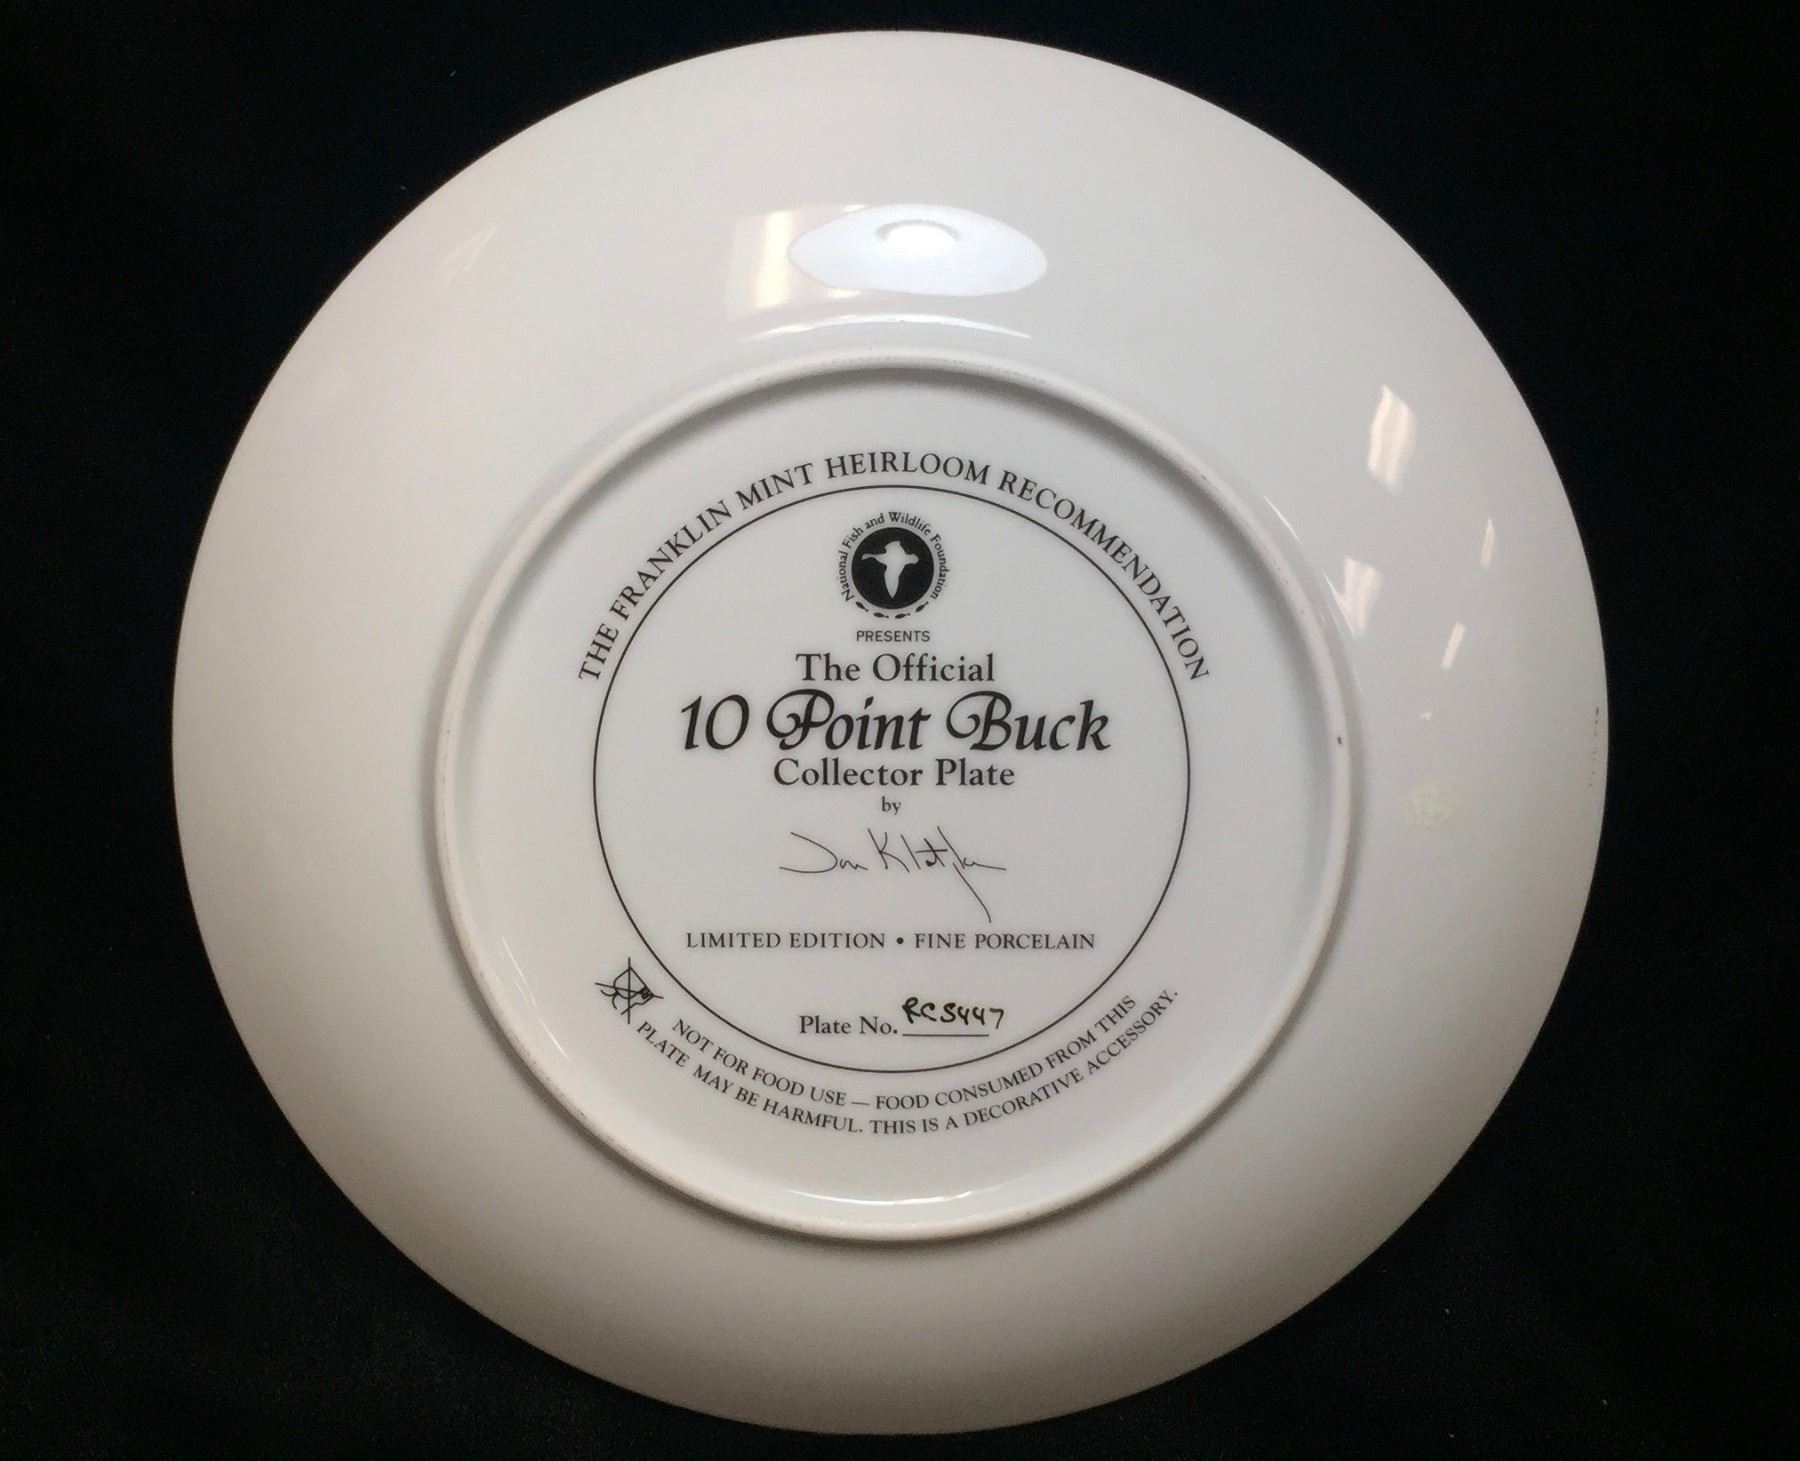 THE FRANKLIN MINT HEIRLOOM RECOMMENDATION
National Fish and Wildlife Foundation
PRESENTS
The Official
10 Point Buck
Collector Plate
by
LIMITED EDITION • FINE PORCELAIN
Plate No. RC5447
NOT FOR FOOD USE — FOOD CONSUMED FROM THIS
PLATE MAY BE HARMFUL. THIS IS A DECORATIVE ACCESSORY.